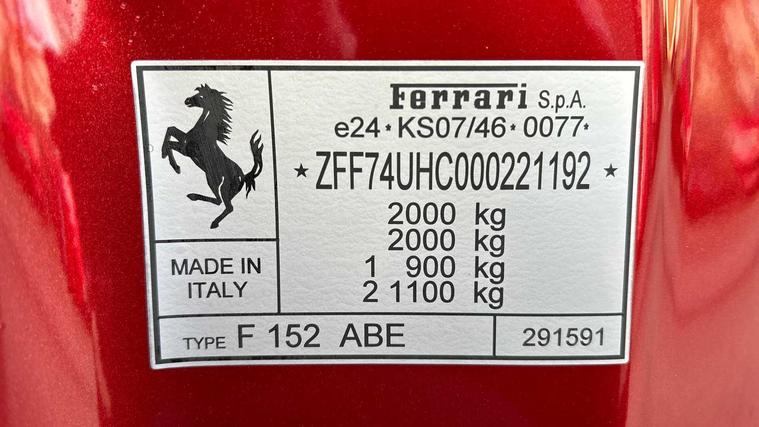 Ferrari S.p.A.
e24*KS07/46*0077*
★ ZFF74UHC000221192 ★
2000 kg
2000 kg
1 900 kg
2 1100 kg
MADE IN
ITALY
TYPE F 152 ABE
291591